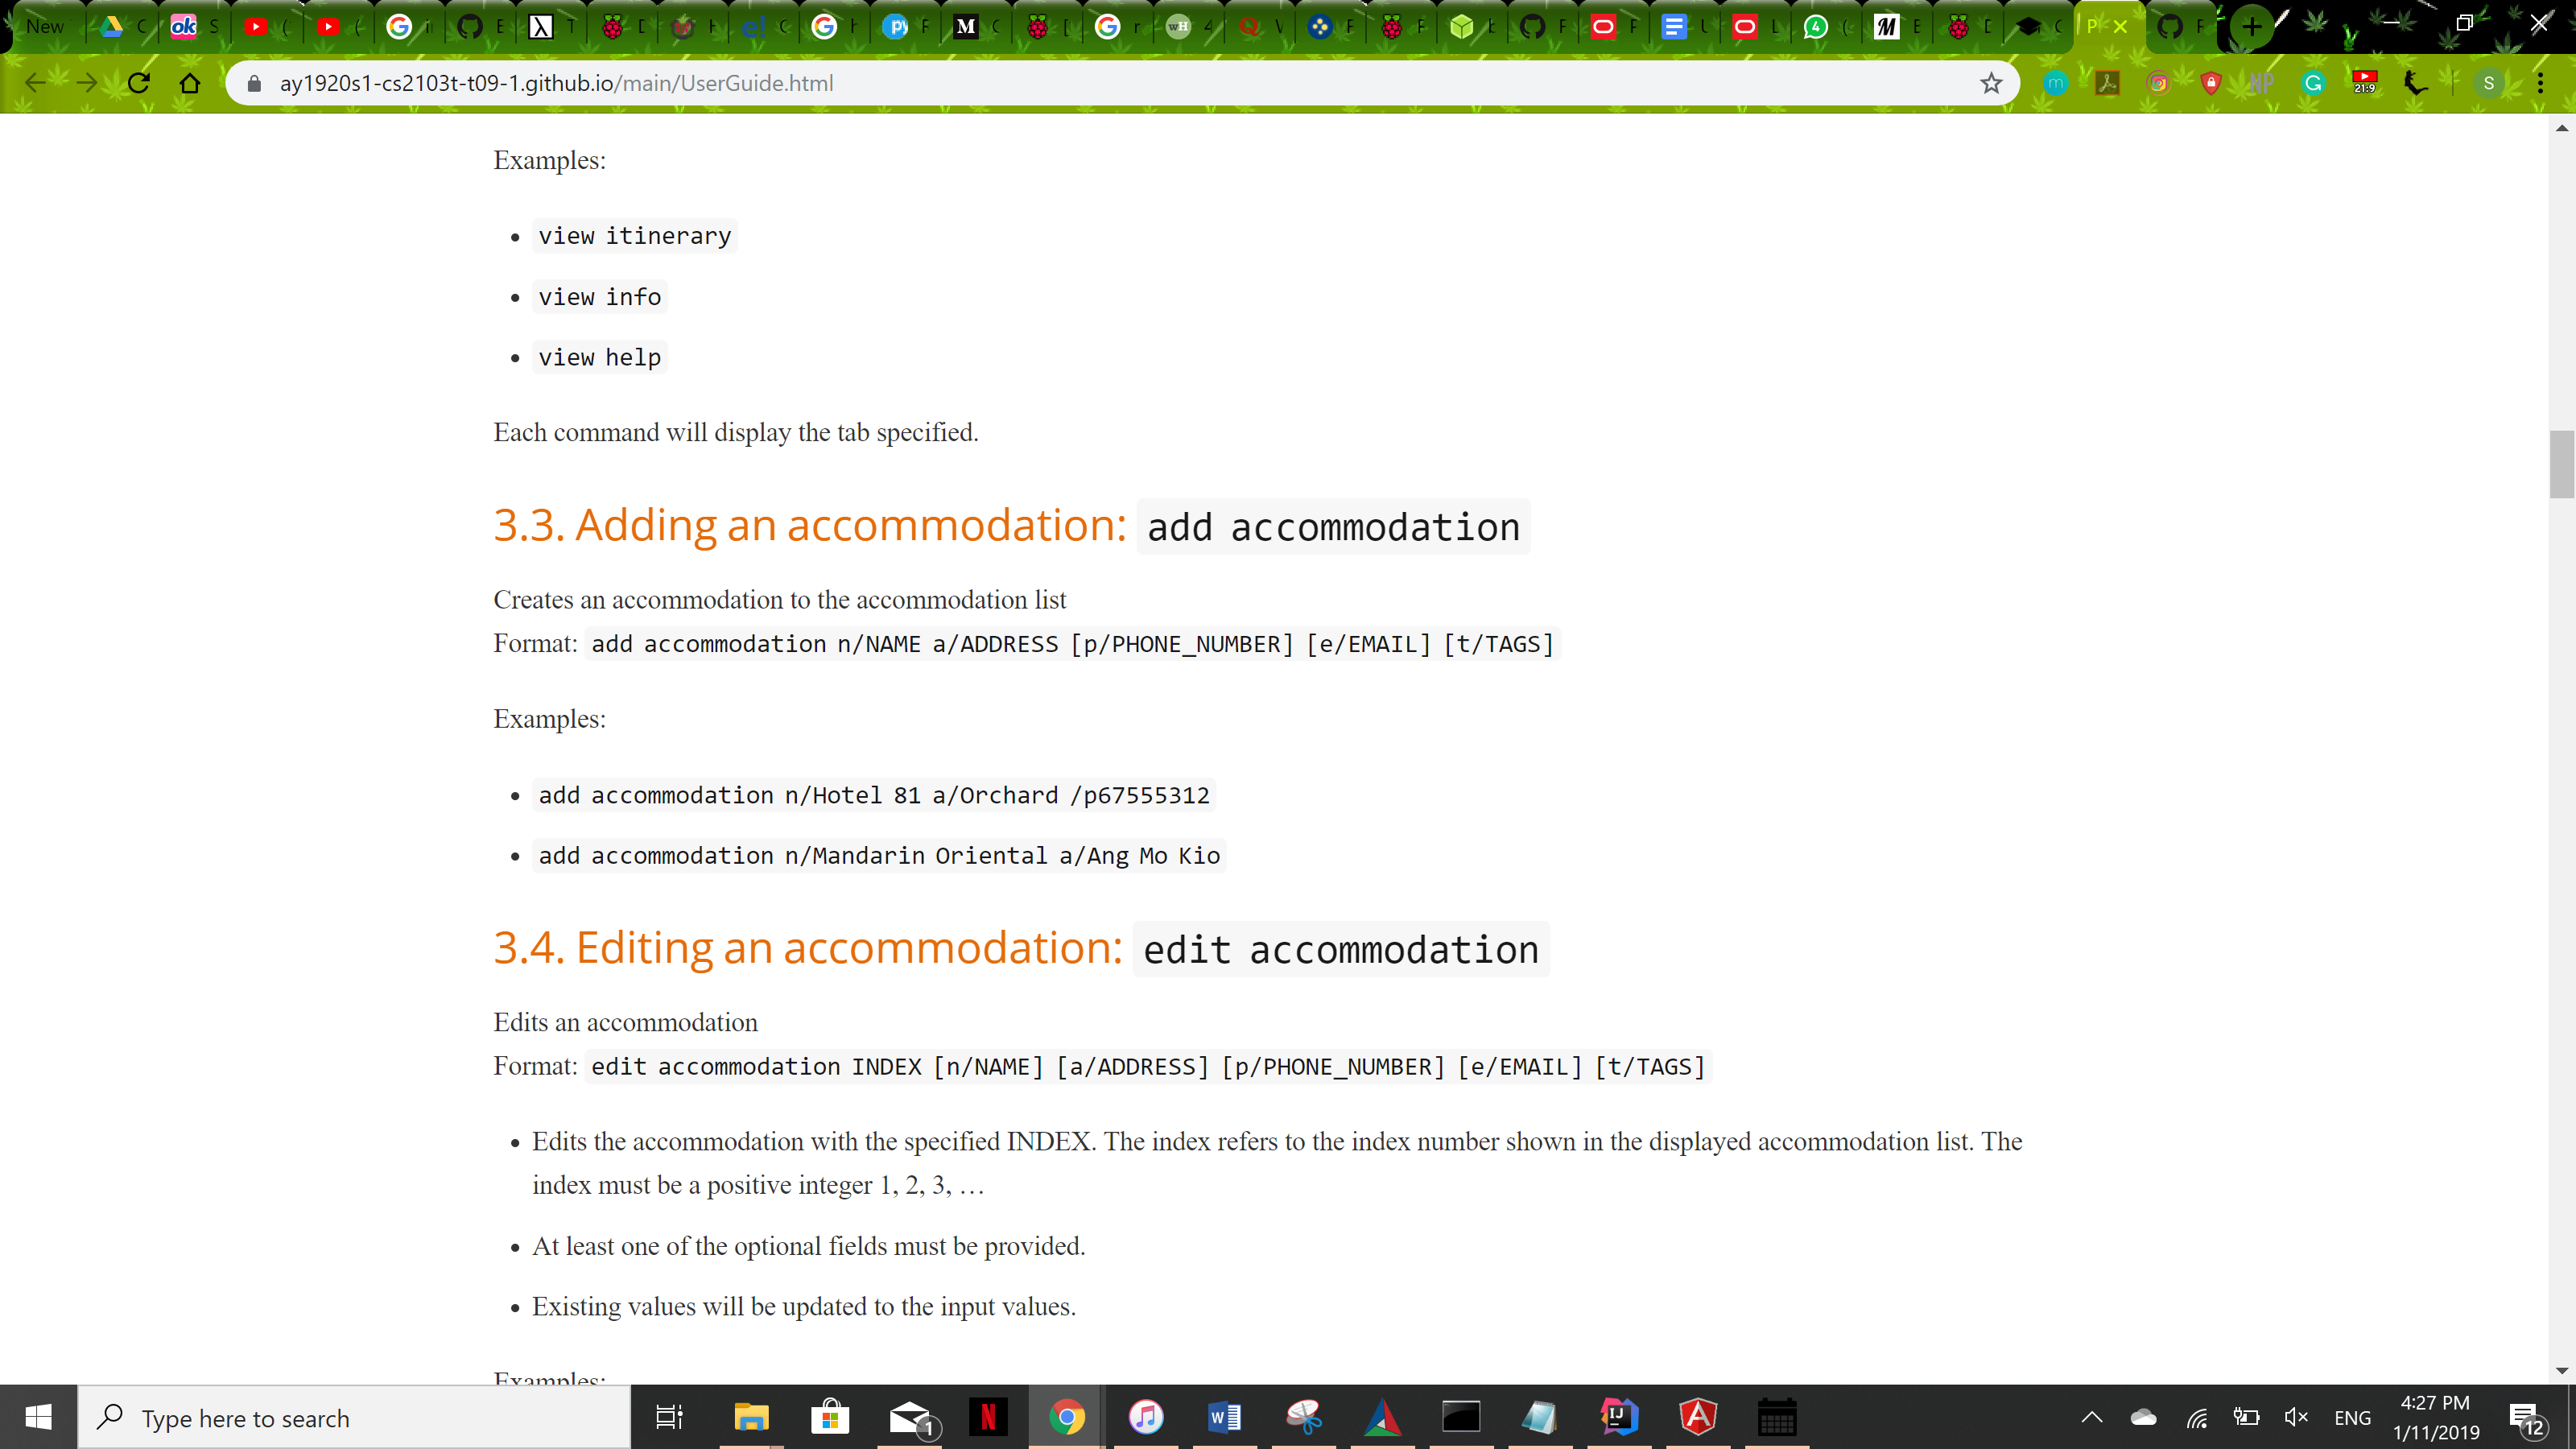 New
ay1920s1-cs2103t-t09-1.github.io/main/UserGuide.html
Examples:
view itinerary
view info
view help
Each command will display the tab specified.
3.3. Adding an accommodation: add accommodation
Creates an accommodation to the accommodation list
Format: add accommodation n/NAME a/ADDRESS [p/PHONE_NUMBER] [e/EMAIL] [t/TAGS]
Examples:
add accommodation n/Hotel 81 a/Orchard /p67555312
add accommodation n/Mandarin Oriental a/Ang Mo Kio
3.4. Editing an accommodation: edit accommodation
Edits an accommodation
Format: edit accommodation INDEX [n/NAME] [a/ADDRESS] [p/PHONE_NUMBER] [e/EMAIL] [t/TAGS]
Edits the accommodation with the specified INDEX. The index refers to the index number shown in the displayed accommodation list. The
index must be a positive integer 1, 2, 3, …
At least one of the optional fields must be provided.
Existing values will be updated to the input values.
Examples:
Type here to search
1
ENG
4:27 PM
1/11/2019
12